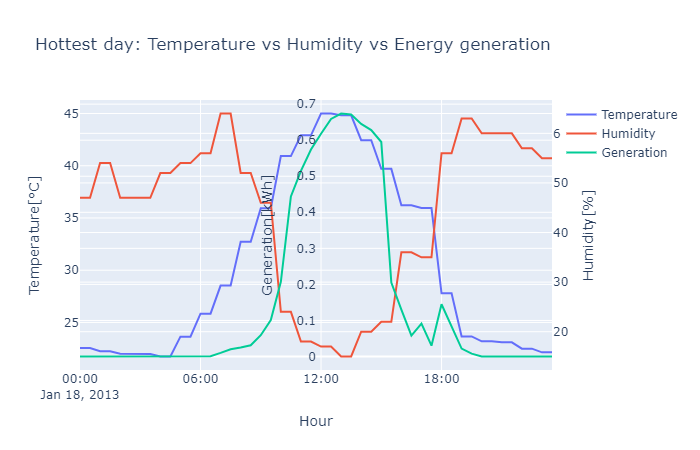 Hottest day: Temperature vs Humidity vs Energy generation
Temperature
Humidity
Generation
Temperature[°C]
45
40
35
30
25
Generation[kWh]
0.7
0.6
0.5
0.4
0.3
0.2
0.1
0
Humidity[%]
6
50
40
30
20
00:00 06:00 12:00 18:00
Jan 18, 2013
Hour